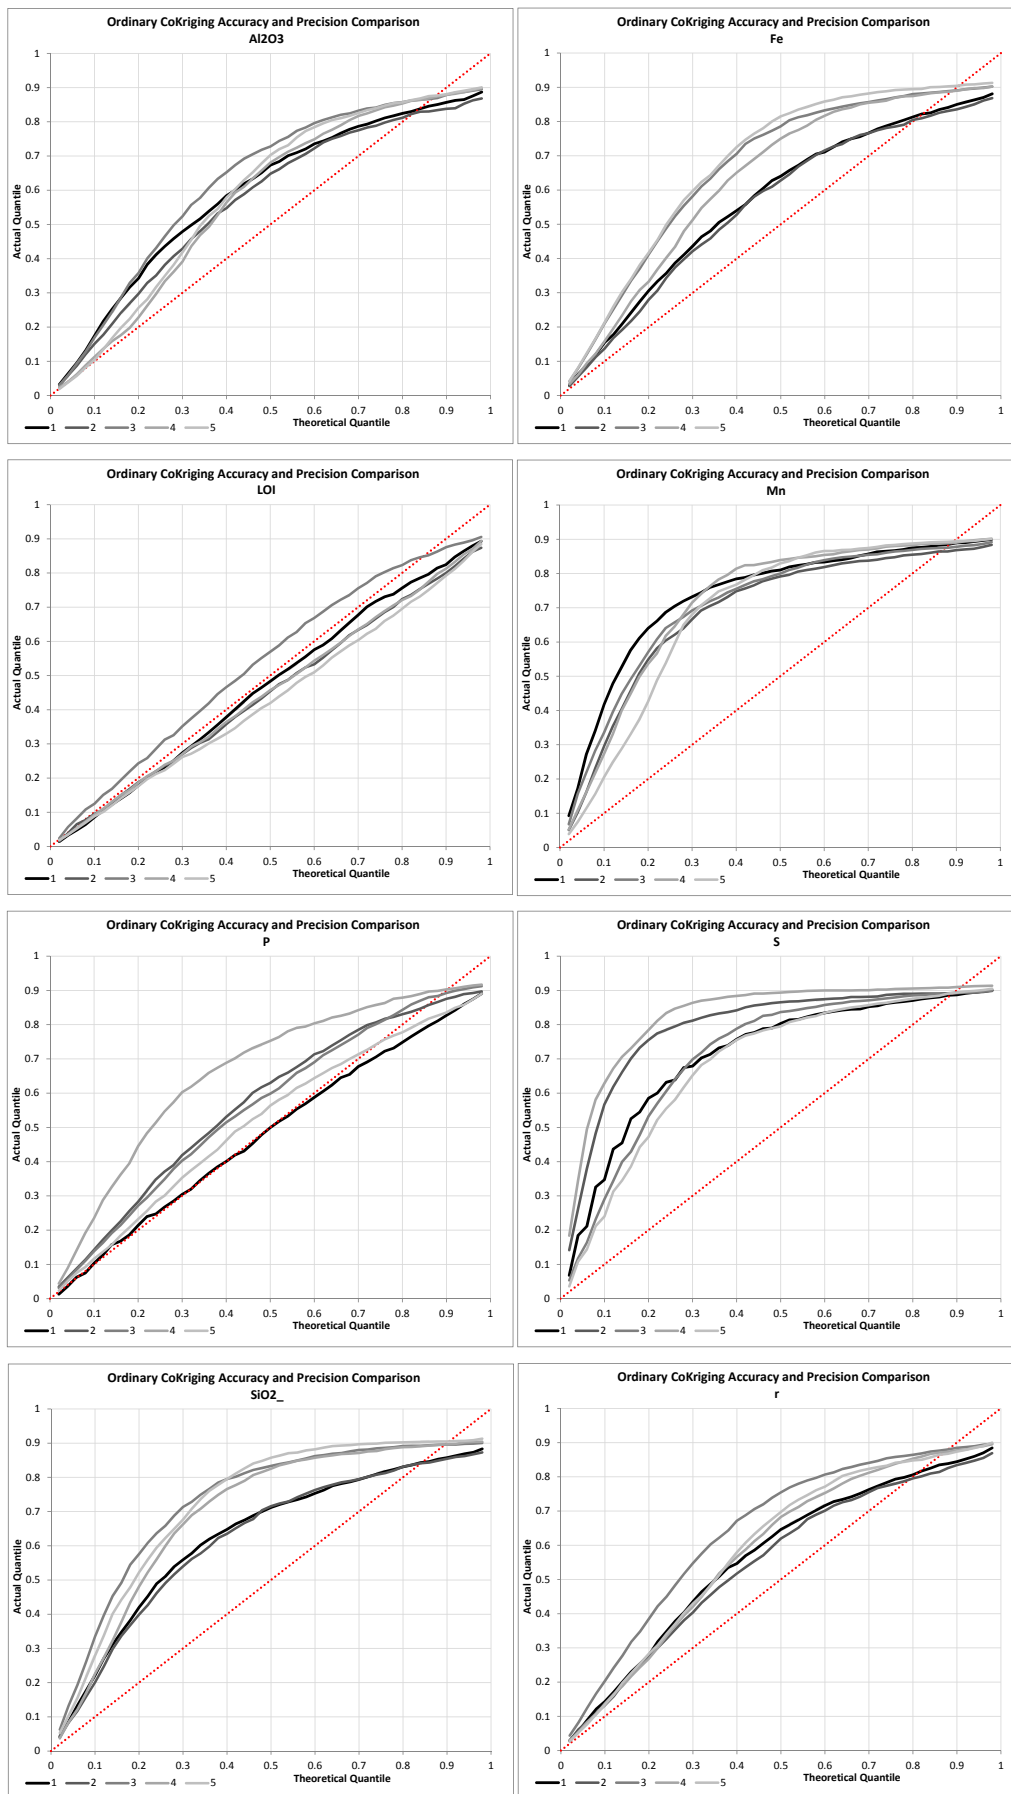 Ordinary CoKriging Accuracy and Precision Comparison
Al2O3
Actual Quantile
1
0.9
0.8
0.7
0.6
0.5
0.4
0.3
0.2
0.1
0
0 0.1 0.2 0.3 0.4 0.5 0.6 0.7 0.8 0.9 1
Theoretical Quantile
1 2 3 4 5
Ordinary CoKriging Accuracy and Precision Comparison
Fe
Actual Quantile
1
0.9
0.8
0.7
0.6
0.5
0.4
0.3
0.2
0.1
0
0 0.1 0.2 0.3 0.4 0.5 0.6 0.7 0.8 0.9 1
Theoretical Quantile
1 2 3 4 5
Ordinary CoKriging Accuracy and Precision Comparison
LOI
Actual Quantile
1
0.9
0.8
0.7
0.6
0.5
0.4
0.3
0.2
0.1
0
0 0.1 0.2 0.3 0.4 0.5 0.6 0.7 0.8 0.9 1
Theoretical Quantile
1 2 3 4 5
Ordinary CoKriging Accuracy and Precision Comparison
Mn
Actual Quantile
1
0.9
0.8
0.7
0.6
0.5
0.4
0.3
0.2
0.1
0
0 0.1 0.2 0.3 0.4 0.5 0.6 0.7 0.8 0.9 1
Theoretical Quantile
1 2 3 4 5
Ordinary CoKriging Accuracy and Precision Comparison
P
Actual Quantile
1
0.9
0.8
0.7
0.6
0.5
0.4
0.3
0.2
0.1
0
0 0.1 0.2 0.3 0.4 0.5 0.6 0.7 0.8 0.9 1
Theoretical Quantile
1 2 3 4 5
Ordinary CoKriging Accuracy and Precision Comparison
S
Actual Quantile
1
0.9
0.8
0.7
0.6
0.5
0.4
0.3
0.2
0.1
0
0 0.1 0.2 0.3 0.4 0.5 0.6 0.7 0.8 0.9 1
Theoretical Quantile
1 2 3 4 5
Ordinary CoKriging Accuracy and Precision Comparison
SiO2_
Actual Quantile
1
0.9
0.8
0.7
0.6
0.5
0.4
0.3
0.2
0.1
0
0 0.1 0.2 0.3 0.4 0.5 0.6 0.7 0.8 0.9 1
Theoretical Quantile
1 2 3 4 5
Ordinary CoKriging Accuracy and Precision Comparison
r
Actual Quantile
1
0.9
0.8
0.7
0.6
0.5
0.4
0.3
0.2
0.1
0
0 0.1 0.2 0.3 0.4 0.5 0.6 0.7 0.8 0.9 1
Theoretical Quantile
1 2 3 4 5